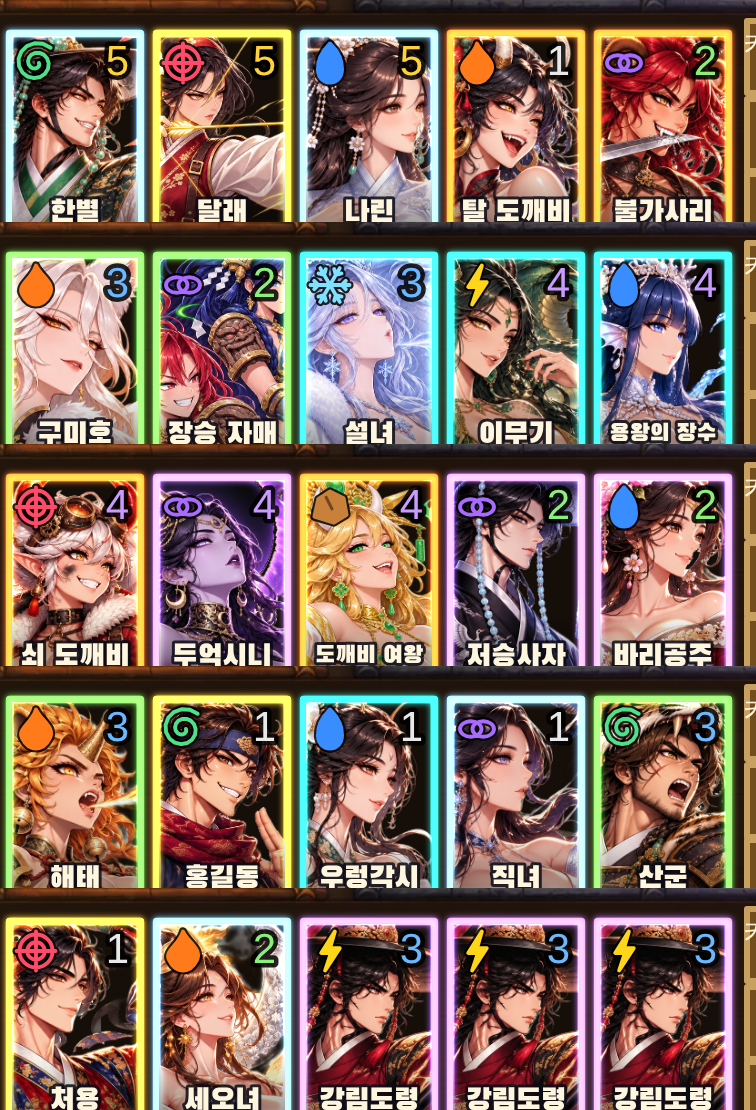 5 5 5 1 2
한별 달래 나린 탈 도깨비 불가사리
3 2 3 4 4
구미호 장승 자매 설녀 이무기 용왕의 장수
4 4 4 2 2
쇠 도깨비 두억시니 도깨비 여왕 저승사자 바리공주
3 1 1 1 3
해태 홍길동 우렁각시 직녀 산군
1 2 3 3 3
처용 세오녀 강림도령 강림도령 강림도령